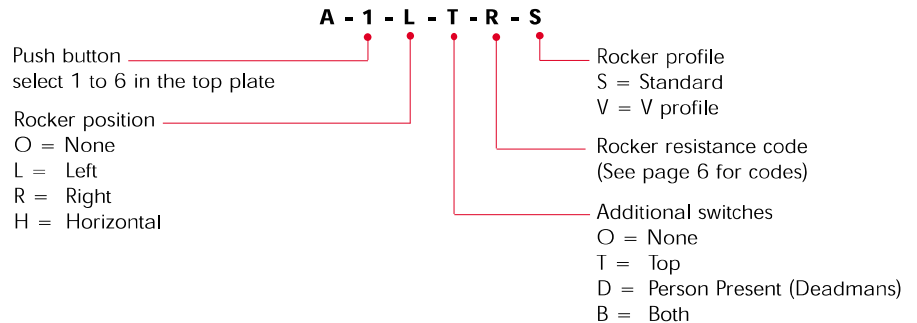 A - 1 - L - T - R - S
Push button
select 1 to 6 in the top plate
Rocker position
O = None
L = Left
R = Right
H = Horizontal
Rocker profile
S = Standard
V = V profile
Rocker resistance code
(See page 6 for codes)
Additional switches
O = None
T = Top
D = Person Present (Deadmans)
B = Both